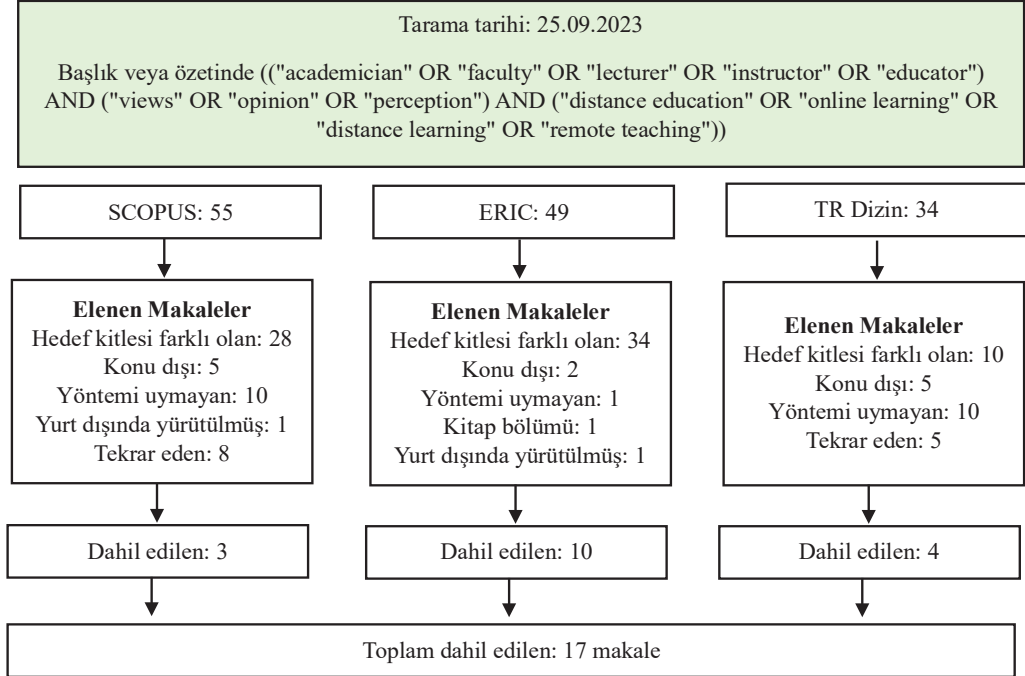 Tarama tarihi: 25.09.2023
Başlık veya özetinde (("academician" OR "faculty" OR "lecturer" OR "instructor" OR "educator")
AND ("views" OR "opinion" OR "perception") AND ("distance education" OR "online learning" OR
"distance learning" OR "remote teaching"))
SCOPUS: 55
ERIC: 49
TR Dizin: 34
Elenen Makaleler
Hedef kitlesi farklı olan: 28
Konu dışı: 5
Yöntemi uymayan: 10
Yurt dışında yürütülmüş: 1
Tekrar eden: 8
Elenen Makaleler
Hedef kitlesi farklı olan: 34
Konu dışı: 2
Yöntemi uymayan: 1
Kitap bölümü: 1
Yurt dışında yürütülmüş: 1
Elenen Makaleler
Hedef kitlesi farklı olan: 10
Konu dışı: 5
Yöntemi uymayan: 10
Tekrar eden: 5
Dahil edilen: 3
Dahil edilen: 10
Dahil edilen: 4
Toplam dahil edilen: 17 makale